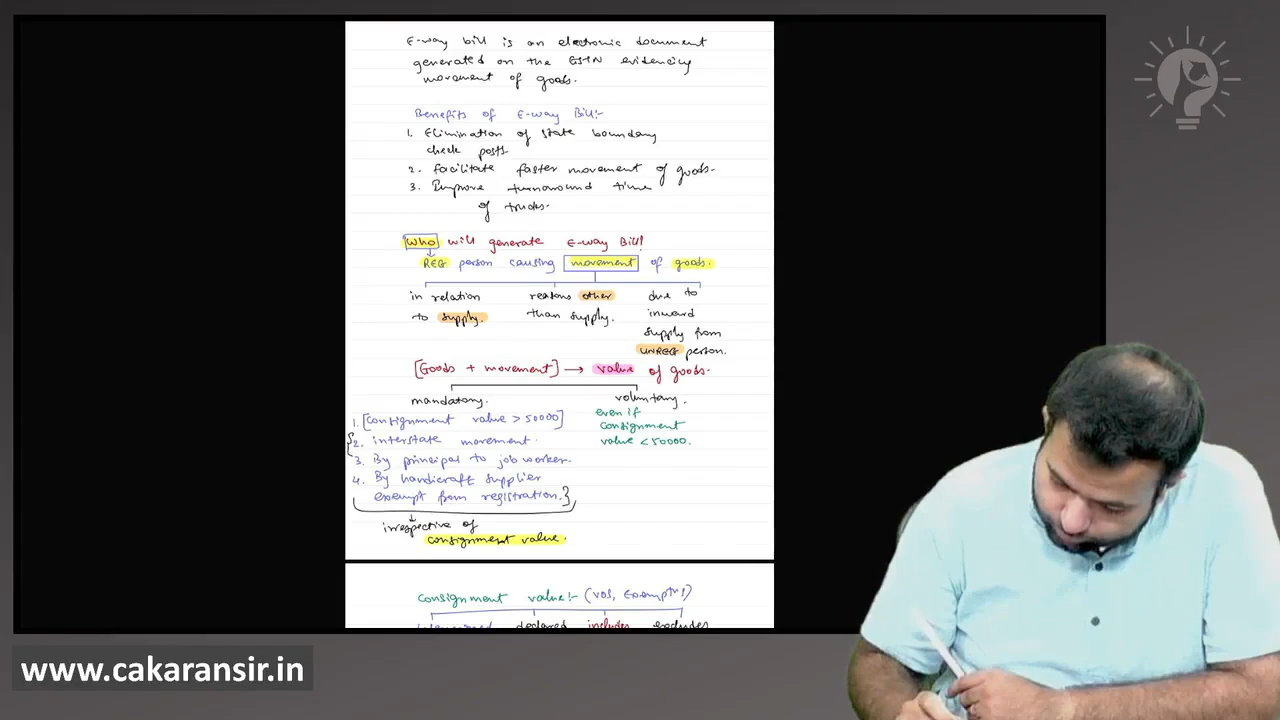 E-way bill is an electronic document
generated on the GSTN evidencing
movement of goods.
Benefits of E-way Bill:-
1. Elimination of state boundary
check posts
2. facilitate faster movement of goods.
3. Improve turnaround time
of trucks.
Who will generate E-way Bill!
REG person causing movement of goods.
in relation reasons other due to
to supply. than supply. inward
supply from
UNREG person.
[Goods + movement] → value of goods.
mandatory. voluntary.
1. [Consignment value > 50000] even if
2. interstate movement. consignment
3. By principal to job worker. value < 50000.
4. By handicraft supplier
exempt from registration.}
irrespective of
consignment value.
Consignment value:-
declared includes excludes
www.cakaransir.in